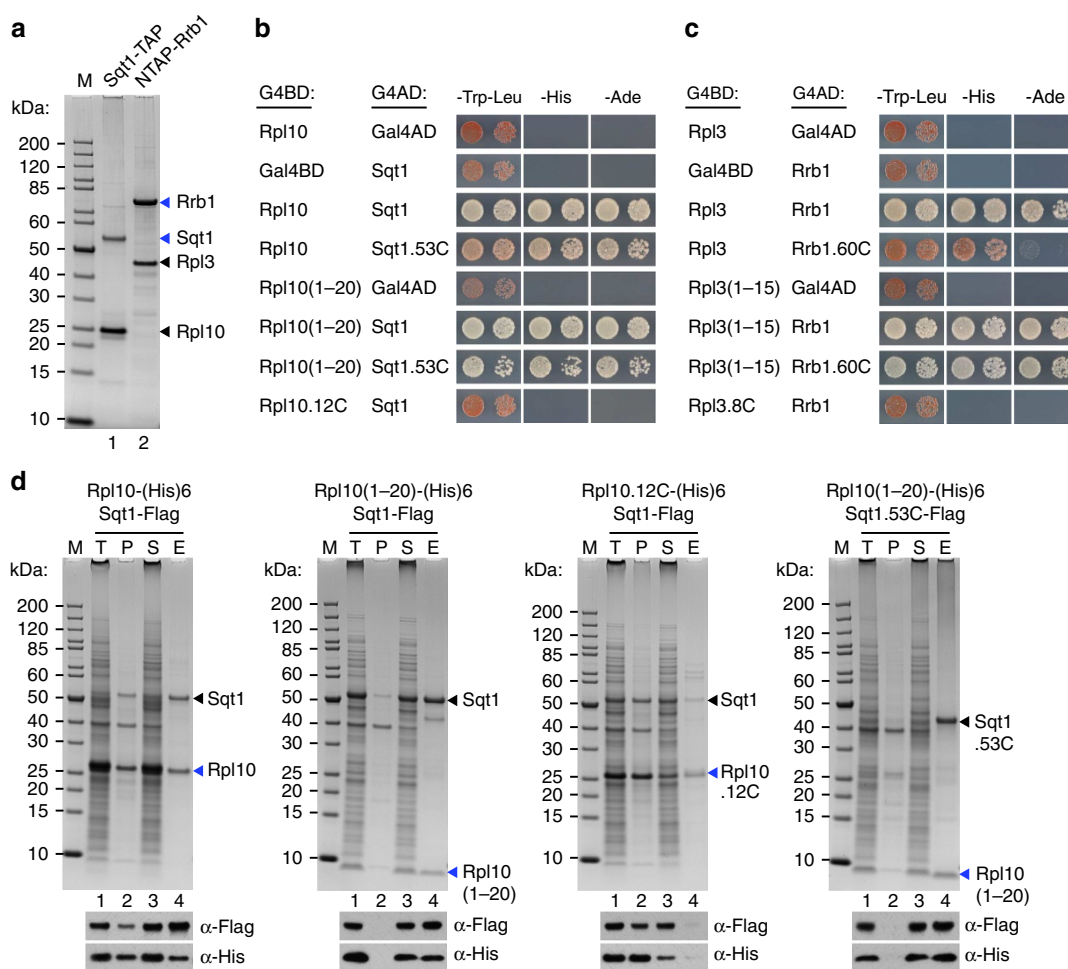 a
M
Sqt1-TAP
NTAP-Rrb1
kDa:
200
120
85
60
50
40
30
25
20
15
10
Rrb1
Sqt1
Rpl3
Rpl10
1 2
b
G4BD: G4AD: -Trp-Leu -His -Ade
Rpl10 Gal4AD
Gal4BD Sqt1
Rpl10 Sqt1
Rpl10 Sqt1.53C
Rpl10(1–20) Gal4AD
Rpl10(1–20) Sqt1
Rpl10(1–20) Sqt1.53C
Rpl10.12C Sqt1
c
G4BD: G4AD: -Trp-Leu -His -Ade
Rpl3 Gal4AD
Gal4BD Rrb1
Rpl3 Rrb1
Rpl3 Rrb1.60C
Rpl3(1–15) Gal4AD
Rpl3(1–15) Rrb1
Rpl3(1–15) Rrb1.60C
Rpl3.8C Rrb1
d
Rpl10-(His)6
Sqt1-Flag
M T P S E
kDa:
200
120
85
60
50
40
30
25
20
15
10
Sqt1
Rpl10
1 2 3 4
α-Flag
α-His
Rpl10(1–20)-(His)6
Sqt1-Flag
M T P S E
kDa:
200
120
85
60
50
40
30
25
20
15
10
Sqt1
Rpl10
(1–20)
1 2 3 4
α-Flag
α-His
Rpl10.12C-(His)6
Sqt1-Flag
M T P S E
kDa:
200
120
85
60
50
40
30
25
20
15
10
Sqt1
Rpl10
.12C
1 2 3 4
α-Flag
α-His
Rpl10(1–20)-(His)6
Sqt1.53C-Flag
M T P S E
kDa:
200
120
85
60
50
40
30
25
20
15
10
Sqt1
.53C
Rpl10
(1–20)
1 2 3 4
α-Flag
α-His